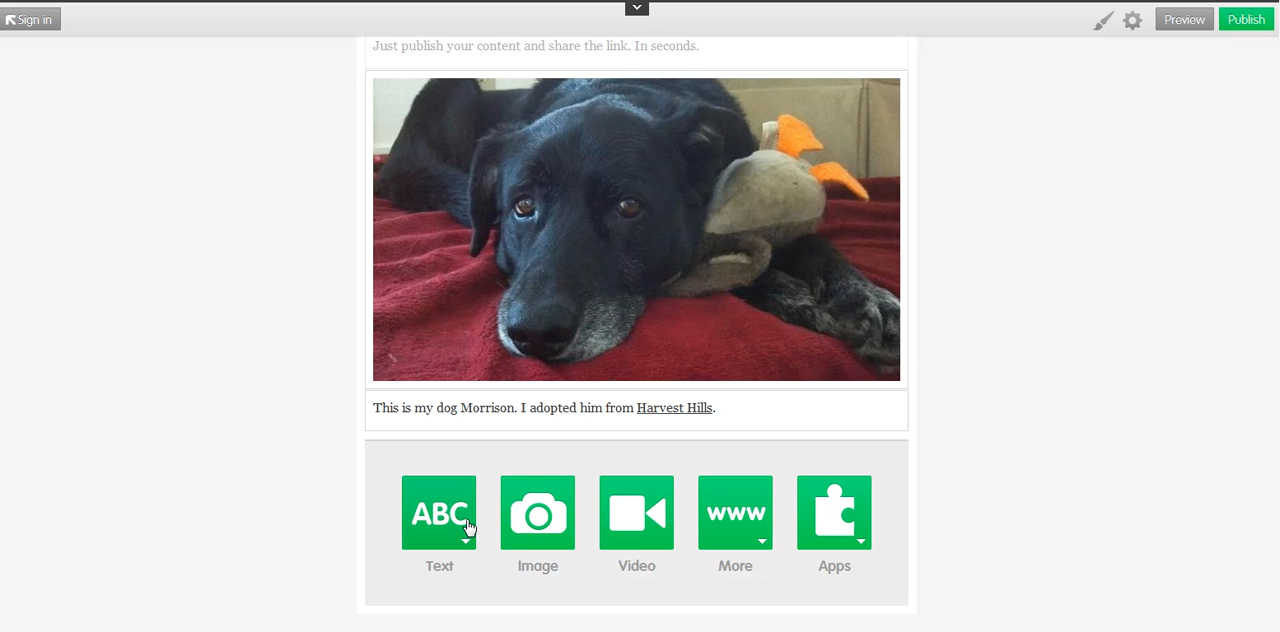 Sign in
Preview
Publish
Just publish your content and share the link. In seconds.
This is my dog Morrison. I adopted him from Harvest Hills.
ABC
www
Text
Image
Video
More
Apps